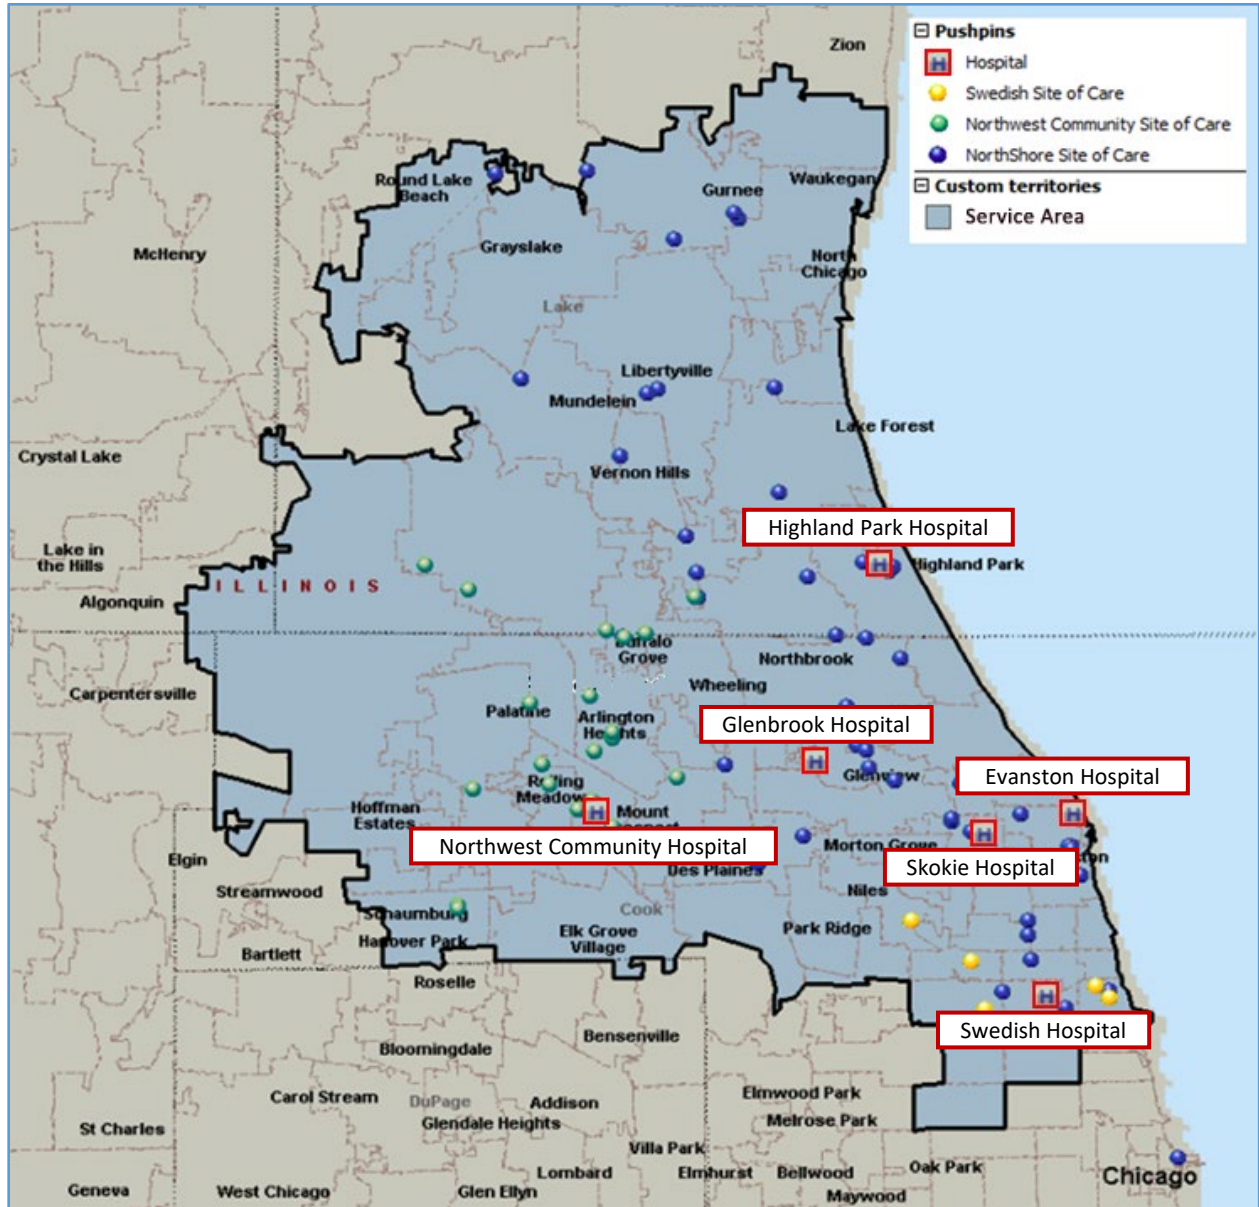 Zion
Pushpins
Hospital
Swedish Site of Care
Northwest Community Site of Care
NorthShore Site of Care
Custom territories
Service Area
Round Lake
Beach
Gurnee
Waukegan
McHenry
Grayslake
North
Chicago
Lake
Libertyville
Mundelein
Lake Forest
Crystal Lake
Vernon Hills
Highland Park Hospital
Lake in
the Hills
Highland Park
ILLINOIS
Algonquin
Buffalo
Grove
Northbrook
Wheeling
Carpentersville
Palatine
Arlington
Heights
Glenbrook Hospital
Glenview
Evanston Hospital
Rolling
Meadow
Hoffman
Estates
Mount
Northwest Community Hospital
Morton Grove
Skokie Hospital
Elgin
Des Plaines
Niles
Streamwood
Cook
Schaumburg
Hanover Park
Elk Grove
Village
Park Ridge
Bartlett
Roselle
Swedish Hospital
Bensenville
Bloomingdale
Elmwood Park
Carol Stream
DuPage
Addison
Glendale Heights
Melrose Park
St Charles
Villa Park
Lombard
Elmhurst
Bellwood
Oak Park
Chicago
Geneva
West Chicago
Glen Ellyn
Maywood